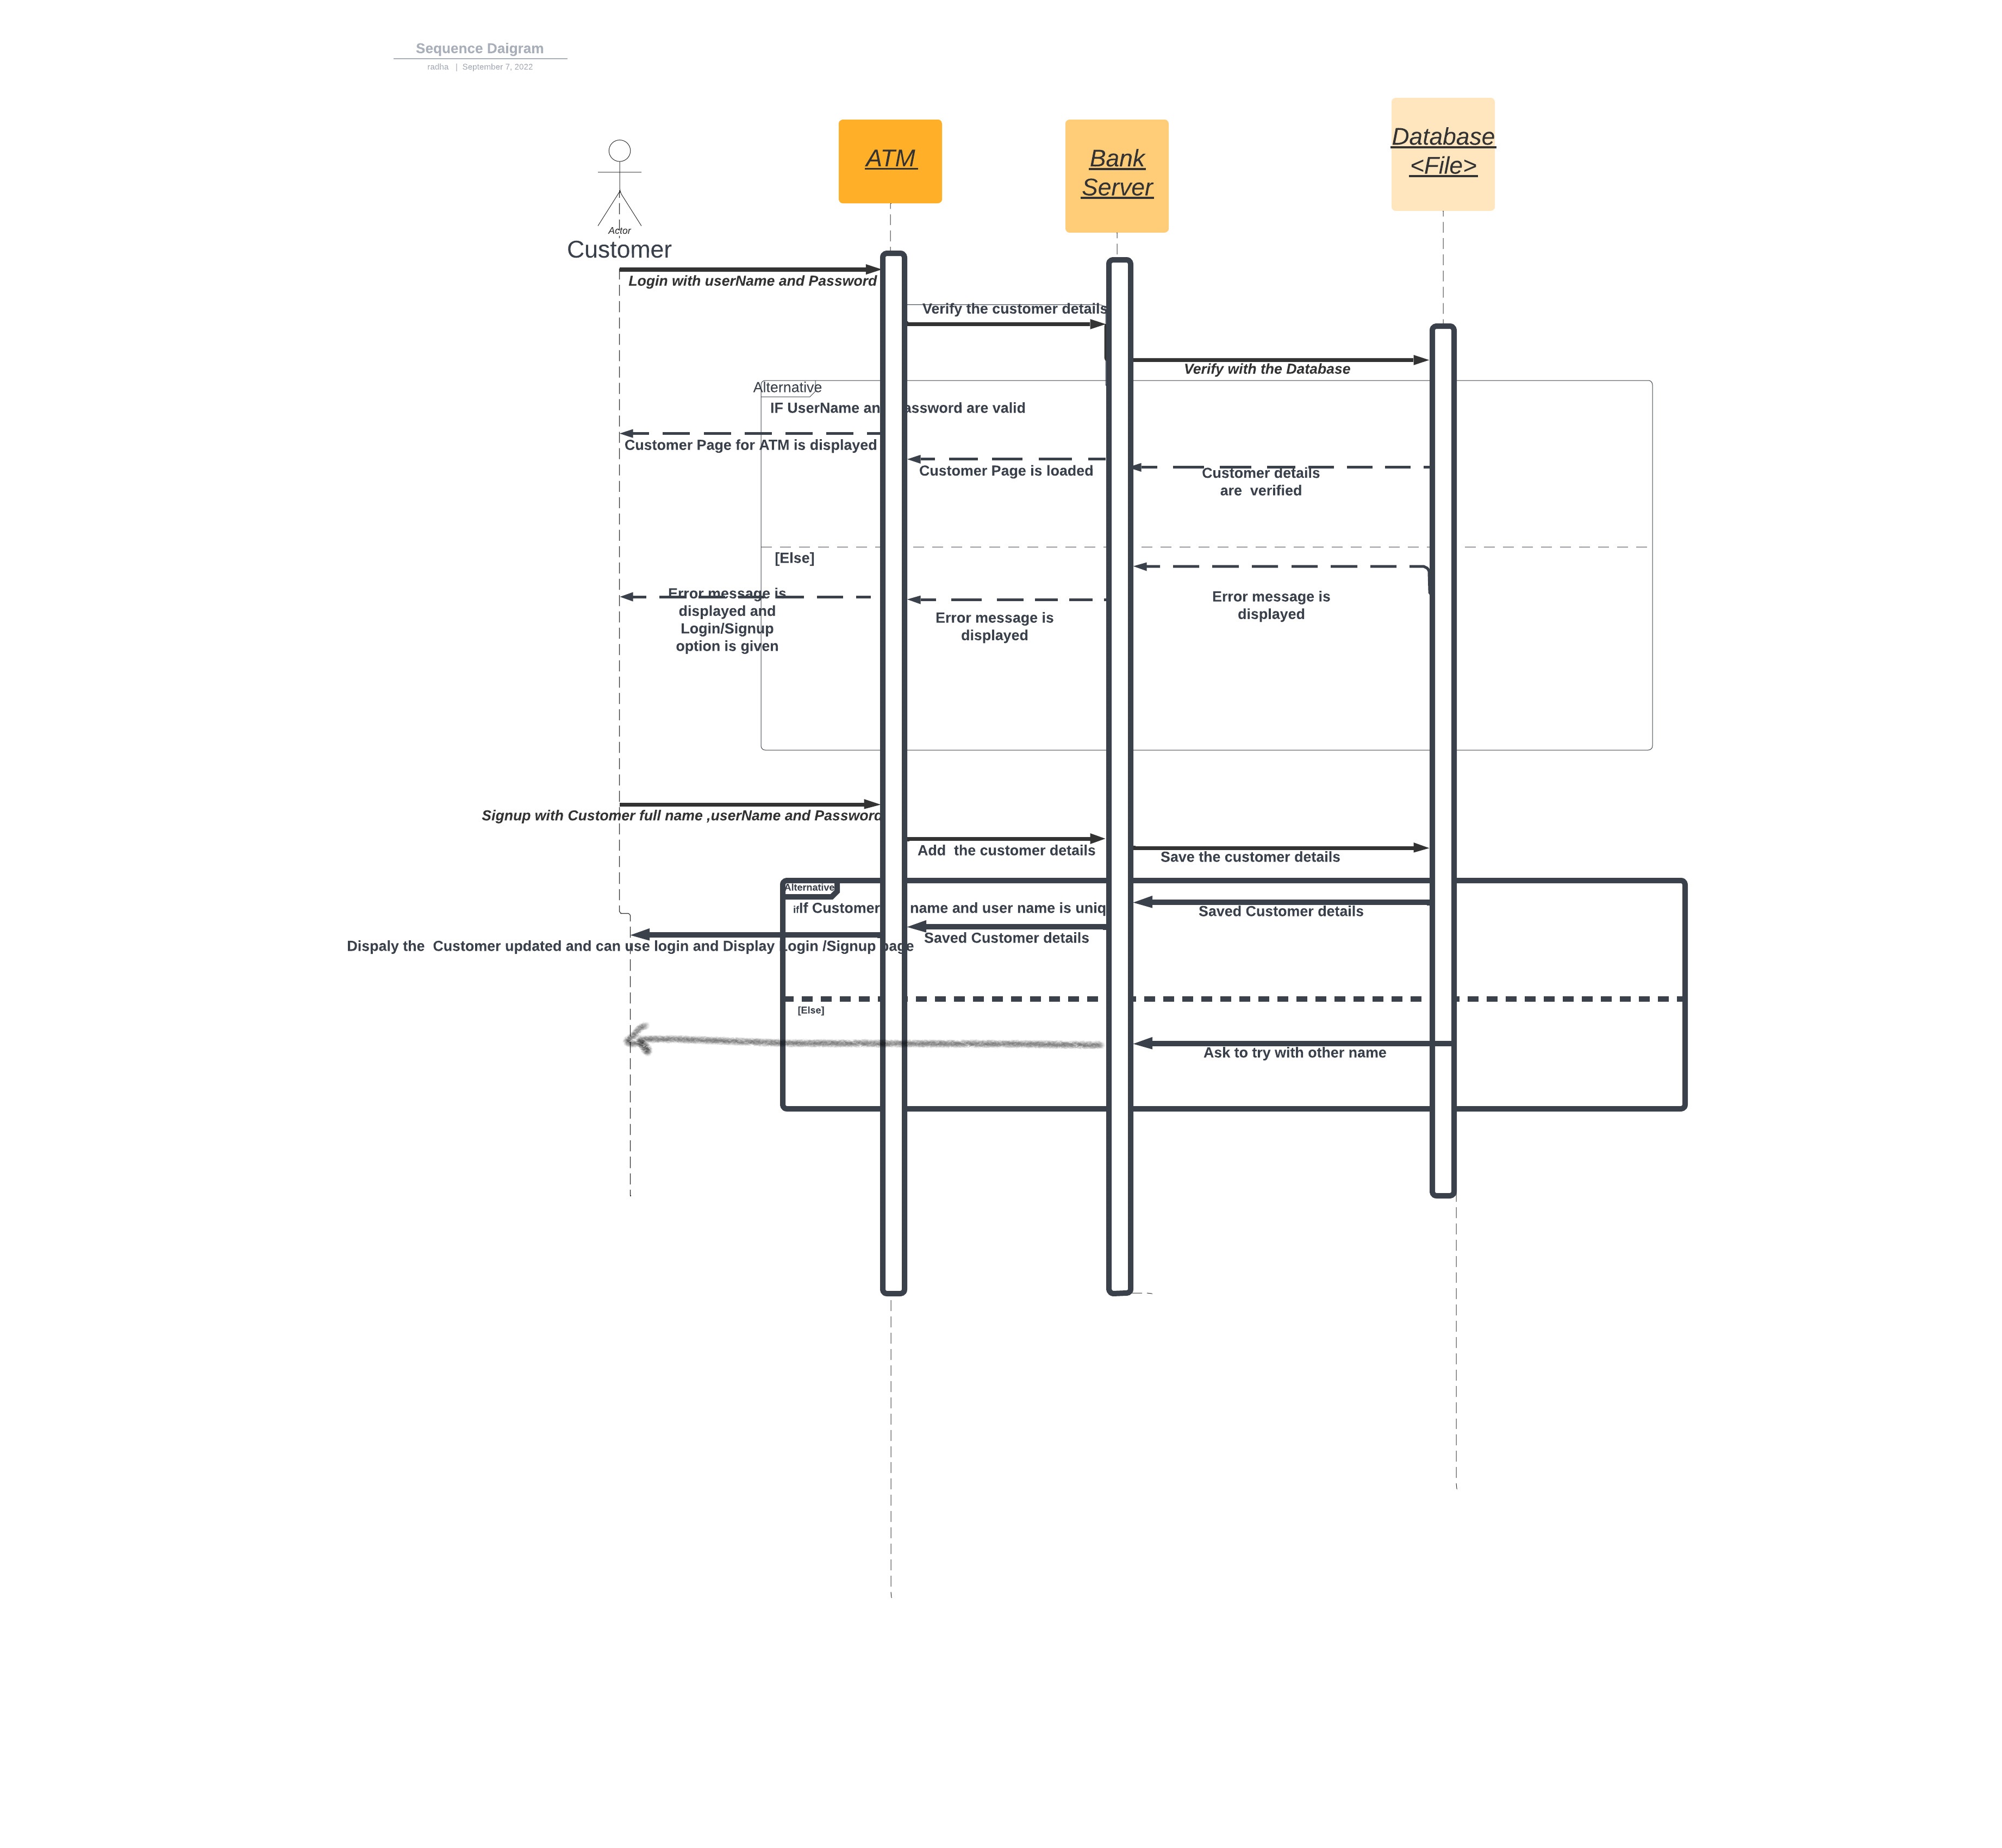 Sequence Daigram
radha | September 7, 2022
Actor
Customer
ATM
Bank
Server
Database
<File>
Login with userName and Password
Verify the customer details
Verify with the Database
Alternative
IF UserName an assword are valid
Customer Page for ATM is displayed
Customer Page is loaded
Customer details
are verified
[Else]
Error message is
displayed and
Login/Signup
option is given
Error message is
displayed
Error message is
displayed
Signup with Customer full name ,userName and Password
Add the customer details
Save the customer details
Alternative
if If Customer name and user name is uniq
Saved Customer details
Saved Customer details
Dispaly the Customer updated and can use login and Display Login /Signup page
[Else]
Ask to try with other name